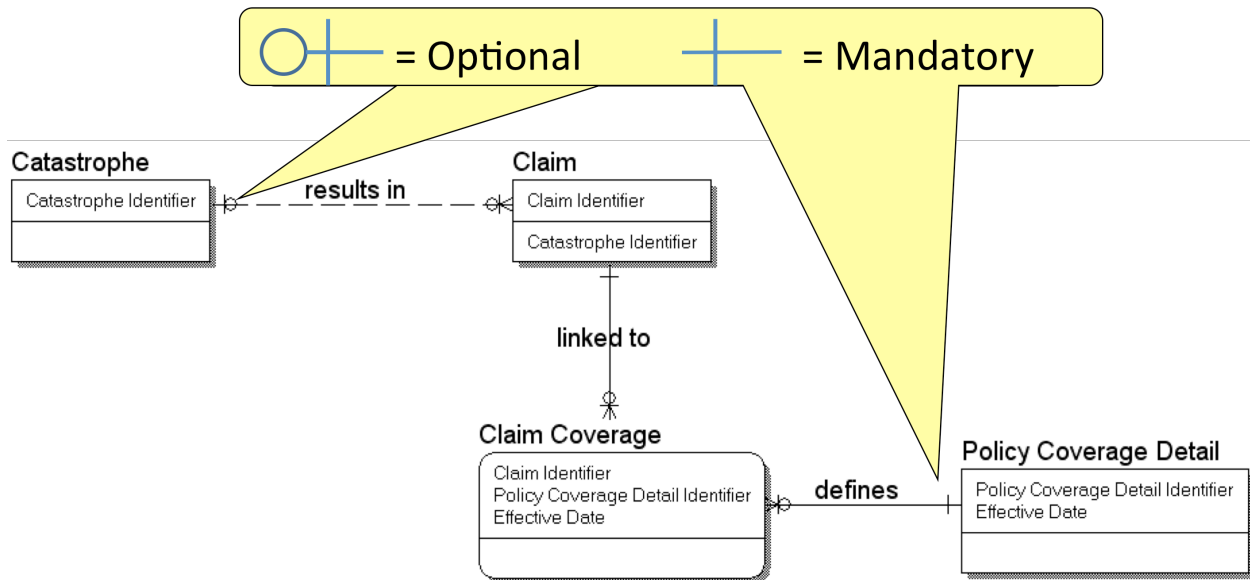 = Optional = Mandatory
Catastrophe
Catastrophe Identifier
results in
Claim
Claim Identifier
Catastrophe Identifier
linked to
Claim Coverage
Claim Identifier
Policy Coverage Detail Identifier
Effective Date
defines
Policy Coverage Detail
Policy Coverage Detail Identifier
Effective Date